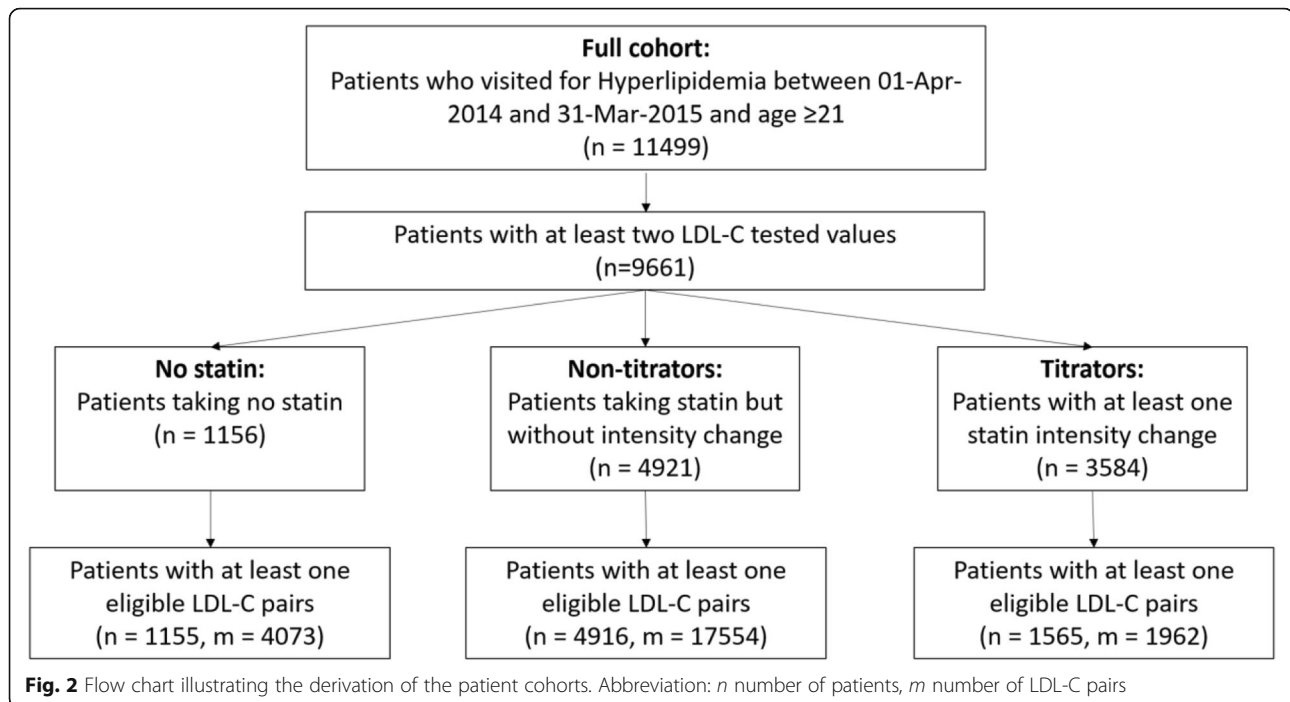 Full cohort:
Patients who visited for Hyperlipidemia between 01-Apr-
2014 and 31-Mar-2015 and age ≥21
(n = 11499)
Patients with at least two LDL-C tested values
(n=9661)
No statin:
Patients taking no statin
(n = 1156)
Non-titrators:
Patients taking statin but
without intensity change
(n = 4921)
Titrators:
Patients with at least one
statin intensity change
(n = 3584)
Patients with at least one
eligible LDL-C pairs
(n = 1155, m = 4073)
Patients with at least one
eligible LDL-C pairs
(n = 4916, m = 17554)
Patients with at least one
eligible LDL-C pairs
(n = 1565, m = 1962)
Fig. 2 Flow chart illustrating the derivation of the patient cohorts. Abbreviation: n number of patients, m number of LDL-C pairs